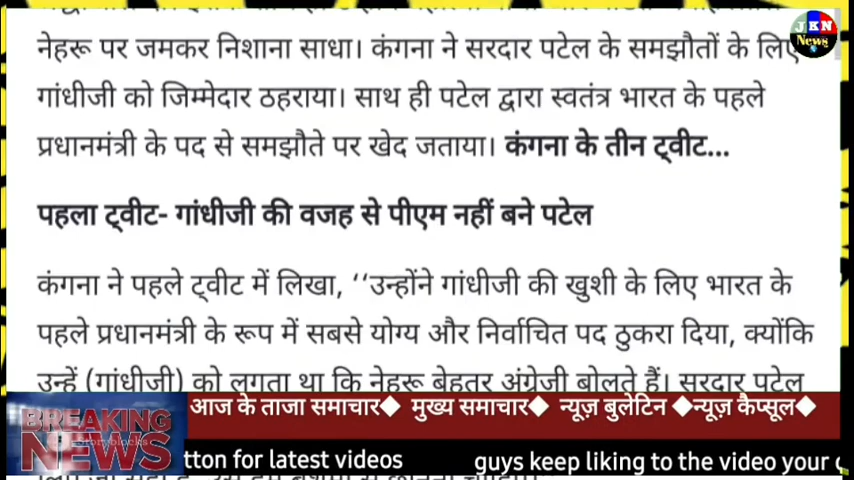 नेहरू पर जमकर निशाना साधा। कंगना ने सरदार पटेल के समझौतों के लिए
गांधीजी को जिम्मेदार ठहराया। साथ ही पटेल द्वारा स्वतंत्र भारत के पहले
प्रधानमंत्री के पद से समझौते पर खेद जताया। कंगना के तीन ट्वीट...
पहला ट्वीट- गांधीजी की वजह से पीएम नहीं बने पटेल
कंगना ने पहले ट्वीट में लिखा, ‘‘उन्होंने गांधीजी की खुशी के लिए भारत के
पहले प्रधानमंत्री के रूप में सबसे योग्य और निर्वाचित पद ठुकरा दिया, क्योंकि
उन्हें (गांधीजी) को लगता था कि नेहरू बेहतर अंग्रेजी बोलते हैं। सरदार पटेल
JKN
News
आज के ताजा समाचार◆ मुख्य समाचार◆ न्यूज़ बुलेटिन ◆न्यूज़ कैप्सूल◆
BREAKING
NEWS
storyblocks
tton for latest videos guys keep liking to the video your